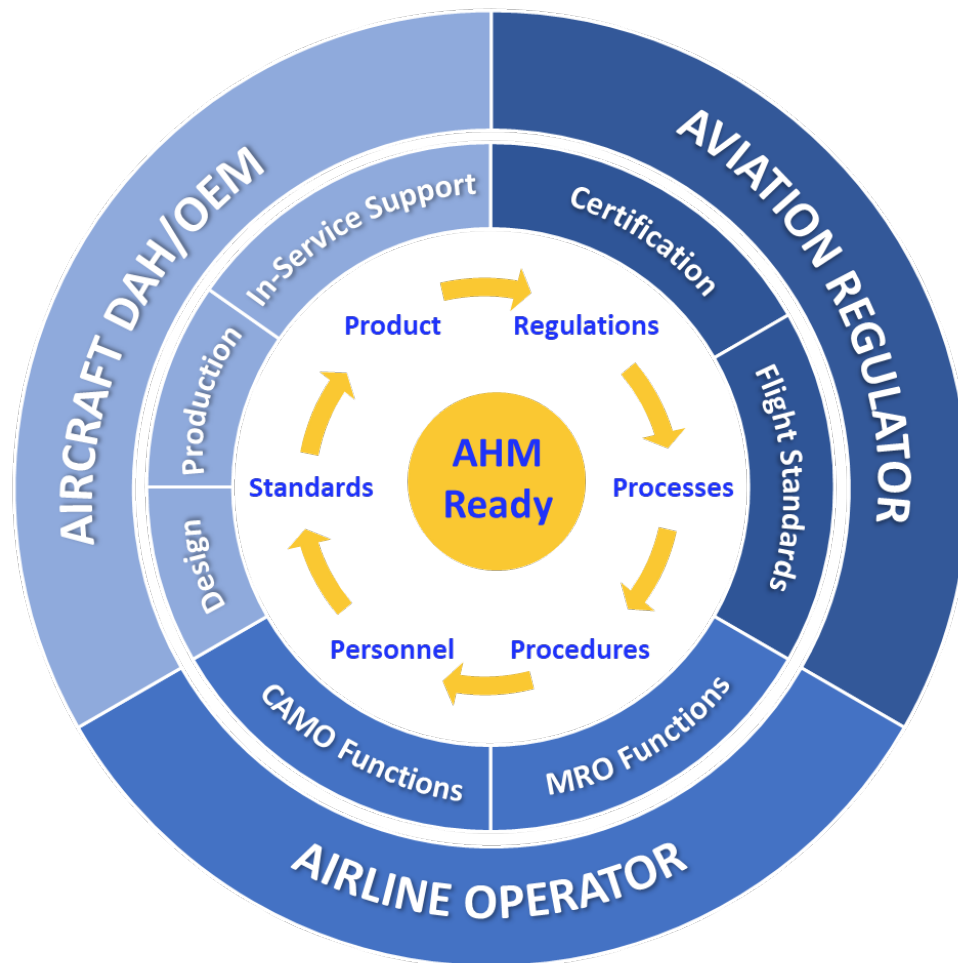 AIRCRAFT DAH/OEM
AVIATION REGULATOR
AIRLINE OPERATOR
In-Service Support
Production
Design
Certification
Flight Standards
MRO Functions
CAMO Functions
Product
Regulations
Processes
Procedures
Personnel
Standards
AHM
Ready